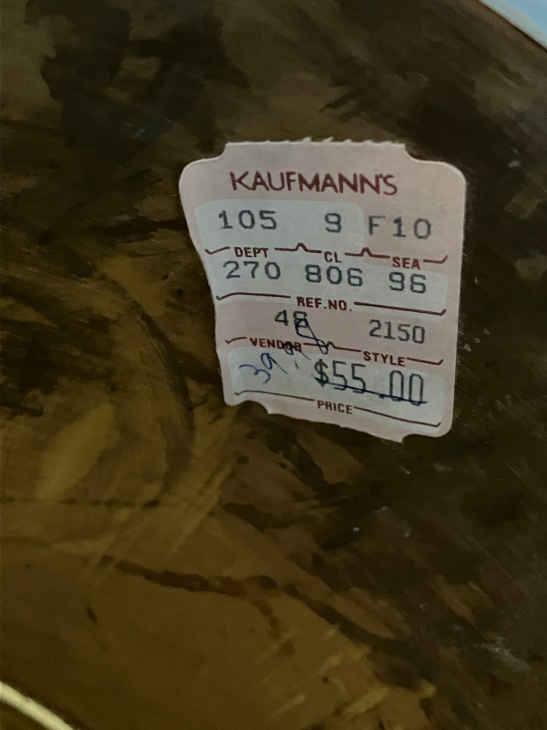 KAUFMANN'S
105 9 F10
DEPT CL SEA
270 806 96
REF.NO.
48 2150
VENDOR STYLE
$55.00
PRICE